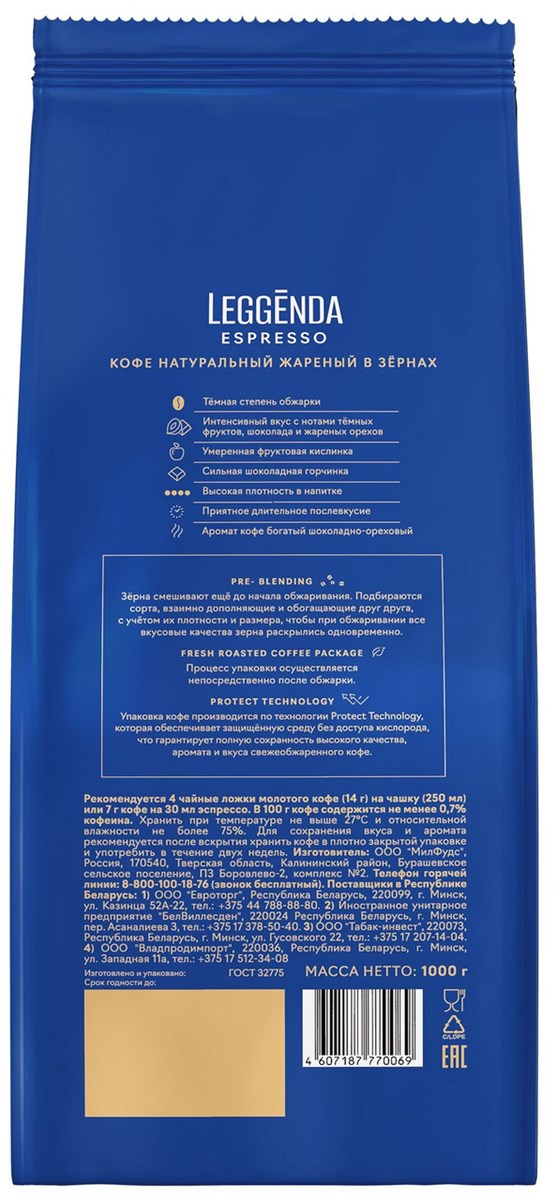 LEGGĒNDA
ESPRESSO
КОФЕ НАТУРАЛЬНЫЙ ЖАРЕНЫЙ В ЗЁРНАХ
Тёмная степень обжарки
Интенсивный вкус с нотами тёмных
фруктов, шоколада и жареных орехов
Умеренная фруктовая кислинка
Сильная шоколадная горчинка
Высокая плотность в напитке
Приятное длительное послевкусие
Аромат кофе богатый шоколадно-ореховый
PRE- BLENDING
Зёрна смешивают ещё до начала обжаривания. Подбираются
сорта, взаимно дополняющие и обогащающие друг друга,
с учётом их плотности и размера, чтобы при обжаривании все
вкусовые качества зерна раскрылись одновременно.
FRESH ROASTED COFFEE PACKAGE
Процесс упаковки осуществляется
непосредственно после обжарки.
PROTECT TECHNOLOGY
Упаковка кофе производится по технологии Protect Technology,
которая обеспечивает защищённую среду без доступа кислорода,
что гарантирует полную сохранность высокого качества,
аромата и вкуса свежеобжаренного кофе.
Рекомендуется 4 чайные ложки молотого кофе (14 г) на чашку (250 мл)
или 7 г кофе на 30 мл эспрессо. В 100 г кофе содержится не менее 0,7%
кофеина. Хранить при температуре не выше 27°C и относительной
влажности не более 75%. Для сохранения вкуса и аромата
рекомендуется после вскрытия хранить кофе в плотно закрытой упаковке
и употребить в течение двух недель. Изготовитель: ООО "МилФудс",
Россия, 170540, Тверская область, Калининский район, Бурашевское
сельское поселение, ПЗ Боровлево-2, комплекс №2. Телефон горячей
линии: 8-800-100-18-76 (звонок бесплатный). Поставщики в Республике
Беларусь: 1) ООО "Евроторг", Республика Беларусь, 220099, г. Минск,
ул. Казинца 52А-22, тел.: +375 44 788-88-80. 2) Иностранное унитарное
предприятие "БелВиллесден", 220024 Республика Беларусь, г. Минск,
пер. Асаналиева 3, тел.: +375 17 378-50-40. 3) ООО "Табак-инвест", 220073,
Республика Беларусь, г. Минск, ул. Гусовского 22, тел.: +375 17 207-14-04.
4) ООО "Владпродимпорт", 220036, Республика Беларусь, г. Минск,
ул. Западная 11а, тел.: +375 17 512-34-08
Изготовлено и упаковано: ГОСТ 32775 МАССА НЕТТО: 1000 г
Срок годности до:
4 607187 770069
C/LDPE
EAC